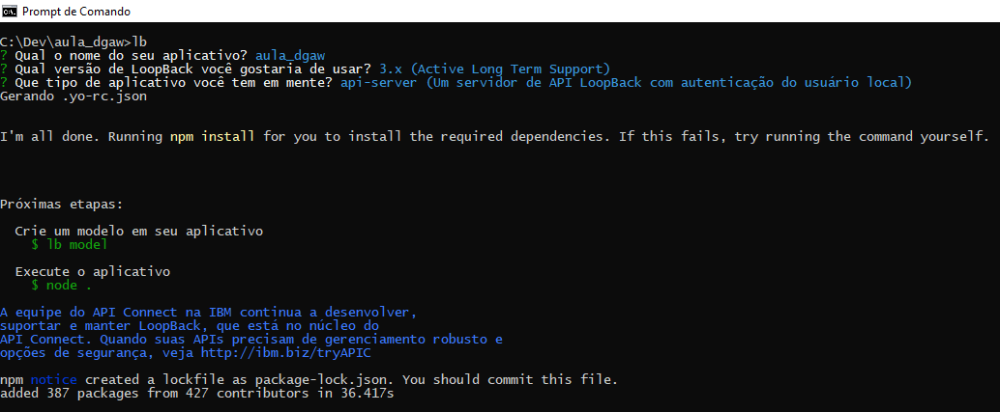 Prompt de Comando
C:\Dev\aula_dgaw>lb
? Qual o nome do seu aplicativo? aula_dgaw
? Qual versão de LoopBack você gostaria de usar? 3.x (Active Long Term Support)
? Que tipo de aplicativo você tem em mente? api-server (Um servidor de API LoopBack com autenticação do usuário local)
Gerando .yo-rc.json
I'm all done. Running npm install for you to install the required dependencies. If this fails, try running the command yourself.
Próximas etapas:
Crie um modelo em seu aplicativo
$ lb model
Execute o aplicativo
$ node .
A equipe do API Connect na IBM continua a desenvolver,
suportar e manter LoopBack, que está no núcleo do
API Connect. Quando suas APIs precisam de gerenciamento robusto e
opções de segurança, veja http://ibm.biz/tryAPIC
npm notice created a lockfile as package-lock.json. You should commit this file.
added 387 packages from 427 contributors in 36.417s